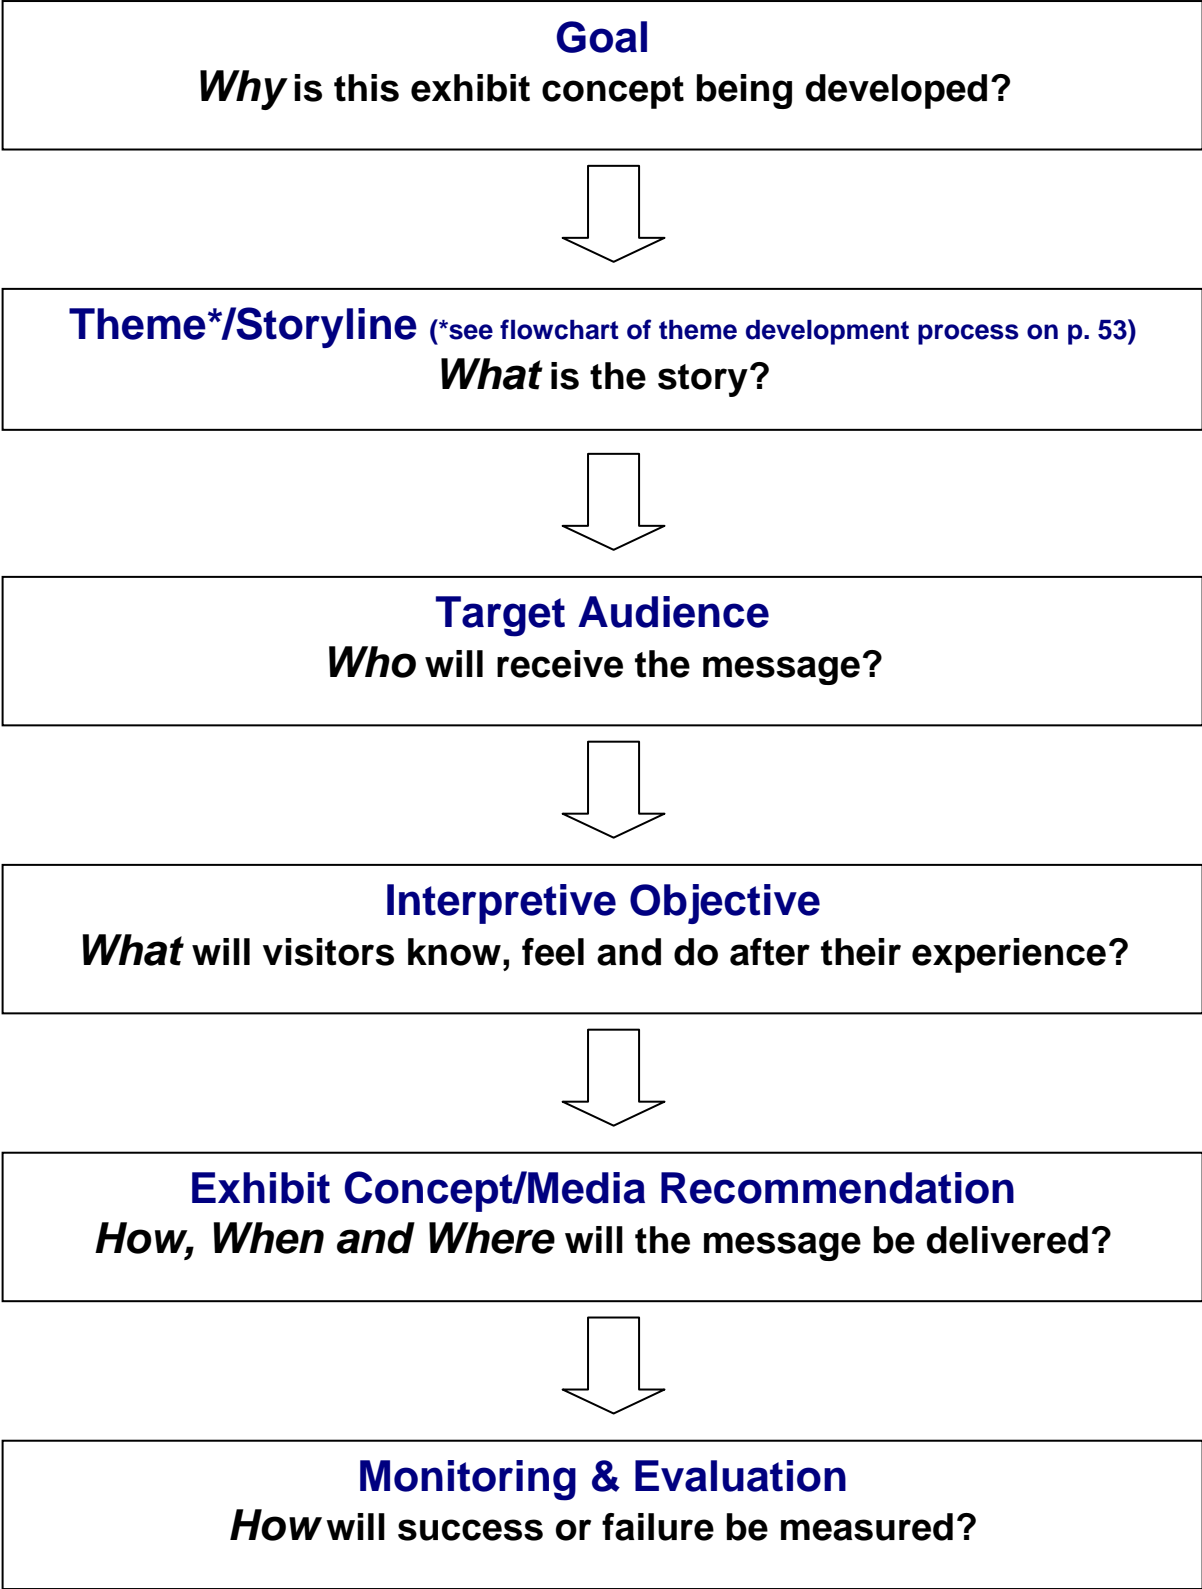 Goal
Why is this exhibit concept being developed?
Theme*/Storyline (*see flowchart of theme development process on p. 53)
What is the story?
Target Audience
Who will receive the message?
Interpretive Objective
What will visitors know, feel and do after their experience?
Exhibit Concept/Media Recommendation
How, When and Where will the message be delivered?
Monitoring & Evaluation
How will success or failure be measured?